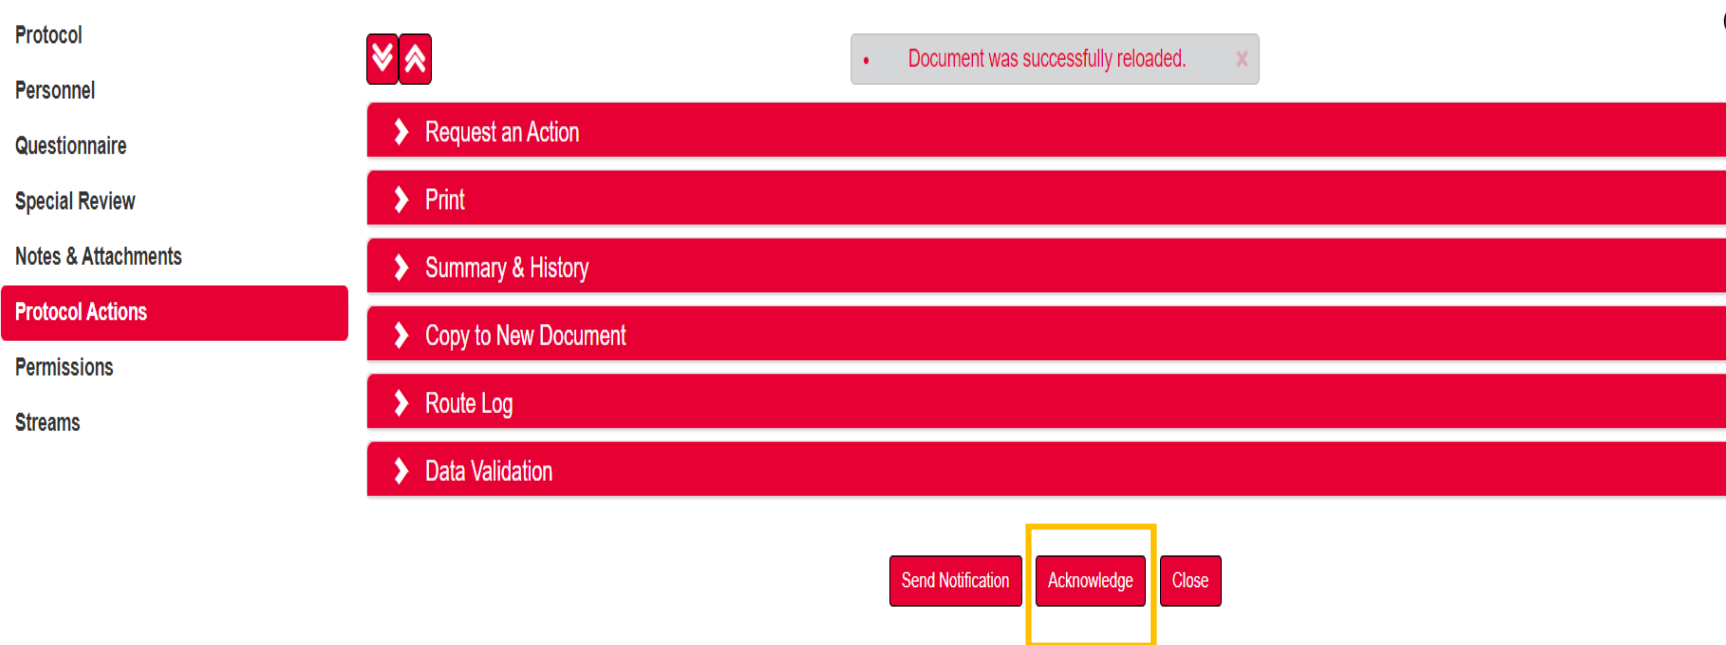 Protocol
Personnel
Questionnaire
Special Review
Notes & Attachments
Protocol Actions
Permissions
Streams
Document was successfully reloaded.
Request an Action
Print
Summary & History
Copy to New Document
Route Log
Data Validation
Send Notification
Acknowledge
Close